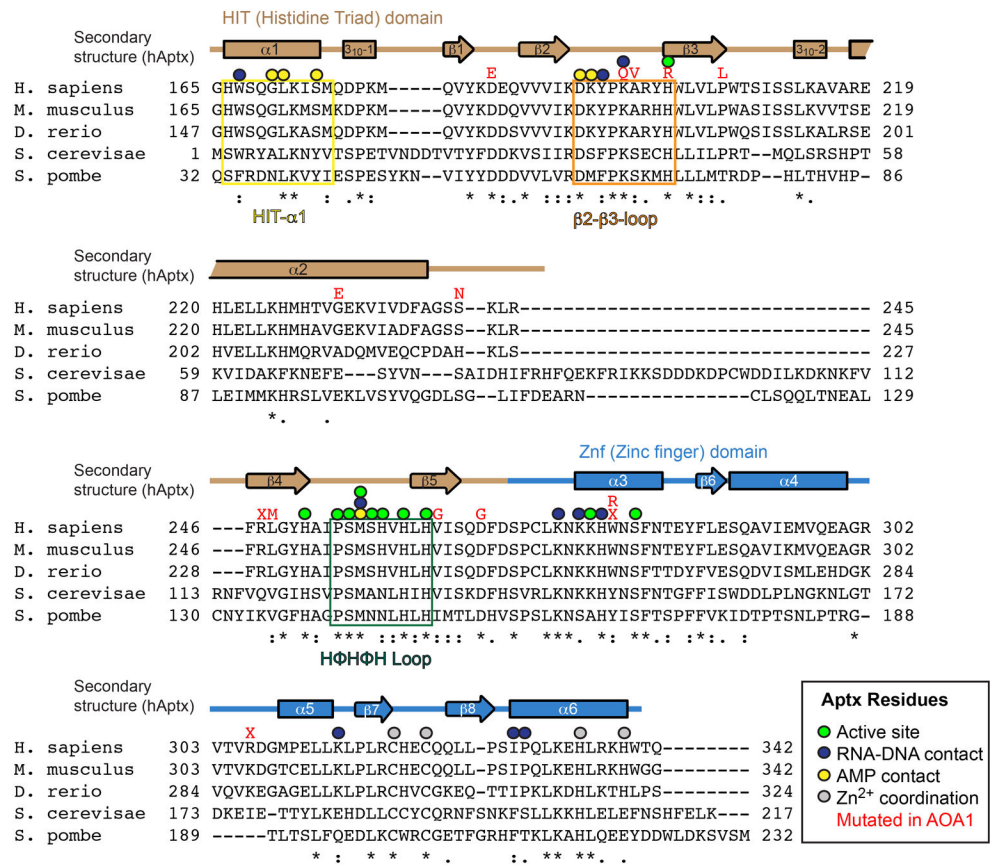 HIT (Histidine Triad) domain
Secondary structure (hAptx) α1 3₁₀-1 β1 β2 β3 3₁₀-2
E QV R L
H. sapiens 165 GHWSQGLKISMQDPKM-----QVYKDEQVVVIKDKYPKARYHWLVLPWTSISSLKAVARE 219
M. musculus 165 GHWSQGLKMSMKDPKM-----QVYKDDQVVVIKDKYPKARHHWLVLPWASISSLKVVTSE 219
D. rerio 147 GHWSQGLKASMQDPKM-----QVYKDDSVVVIKDKYPKARYHWLVLPWQSISSLKALRSE 201
S. cerevisae 1 MSWRYALKNYVTSPETVNDDTVTYFDDKVSIIRDSFPKSECHLLILPRT--MQLSRSHPT 58
S. pombe 32 QSFRDNLKVYIESPESYKN--VIYYDDDVVLVRDMFPKSKMHLLLMTRDP-HLTHVHP- 86
HIT-α1
β2-β3-loop
Secondary structure (hAptx) α2
E N
H. sapiens 220 HLELLKHMHTVGEKVIVDFAGSS--KLR------------------------------- 245
M. musculus 220 HLELLKHMHAVGEKVIADFAGSS--KLR------------------------------- 245
D. rerio 202 HVELLKHMQRVADQMVEQCPDAH--KLS------------------------------- 227
S. cerevisae 59 KVIDAKFKNEFE---SYVN---SAIDHIFRHFQEKFRIKKSDDDKDPCWDDILKDKNKFV 112
S. pombe 87 LEIMMKHRSLVEKLVSYVQGDLSG--LIFDEARN---------------CLSQQLTNEAL 129
*. .
Secondary structure (hAptx) β4 β5 Znf (Zinc finger) domain α3 β6 α4
XM G G R X
H. sapiens 246 ---FRLGYHAIPSMSHVHLHVISQDFDSPCLKNKKHWNSFNTEYFLESQAVIEMVQEAGR 302
M. musculus 246 ---FRLGYHAIPSMSHVHLHVISQDFDSPCLKNKKHWNSFNTEYFLESQAVIKMVQEAGR 302
D. rerio 228 ---FRLGYHAIPSMSHVHLHVISQDFDSPCLKNKKHWNSFTTDYFVESQDVISMLEHDGK 284
S. cerevisae 113 RNFVQVGIHSVPSMANLHIHVISKDFHSVRLKNKKHYNSFNTGFFISWDDLPLNGKNLGT 172
S. pombe 130 CNYIKVGFHAGPSMNNLHLHIMTLDHVSPSLKNSAHYISFTSPFFVKIDTPTSNLPTRG- 188
HΦHΦH Loop
Secondary structure (hAptx) α5 β7 β8 α6
X
H. sapiens 303 VTVRDGMPELLKLPLRCHECQQLL--PSIPQLKEHLRKHWTQ-------- 342
M. musculus 303 VTVKDGTCELLKLPLRCHECQQLL--PSIPQLKEHLRKHWGG-------- 342
D. rerio 284 VQVKEGAGELLKLPLRCHVCGKEQ--TTIPKLKDHLKTHLPS-------- 324
S. cerevisae 173 DKEIE-TTYLKEHDLLCCYCQRNFSNKFSLLKKHLELEFNSHFELK---- 217
S. pombe 189 ----TLTSLFQEDLKCWRCGETFGRHFTKLKAHLQEEYDDWLDKSVSM 232
Aptx Residues
Active site
RNA-DNA contact
AMP contact
Zn²⁺ coordination
Mutated in AOA1